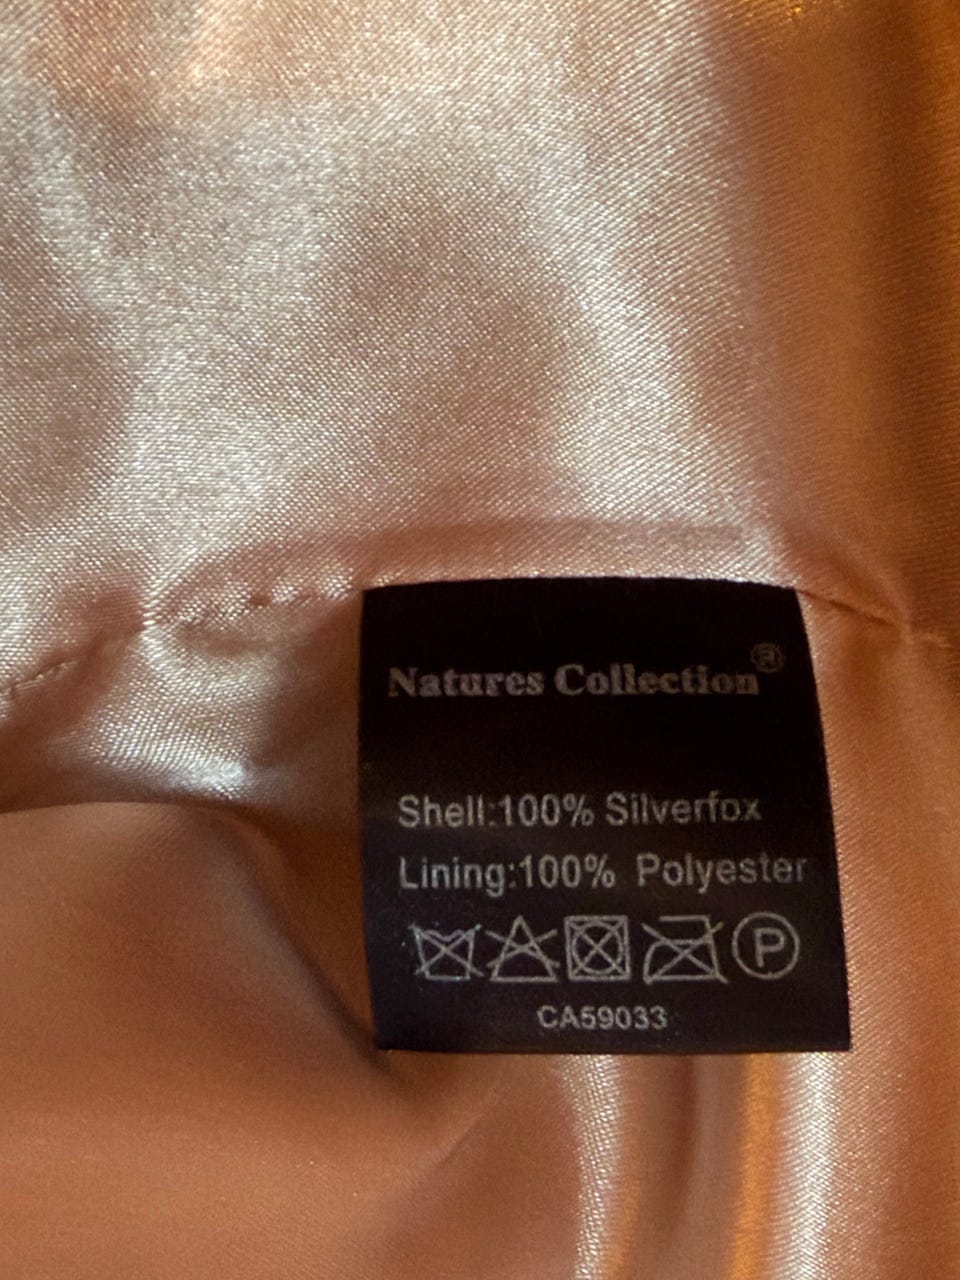 Natures Collection®
Shell:100% Silverfox
Lining:100% Polyester
P
CA59033